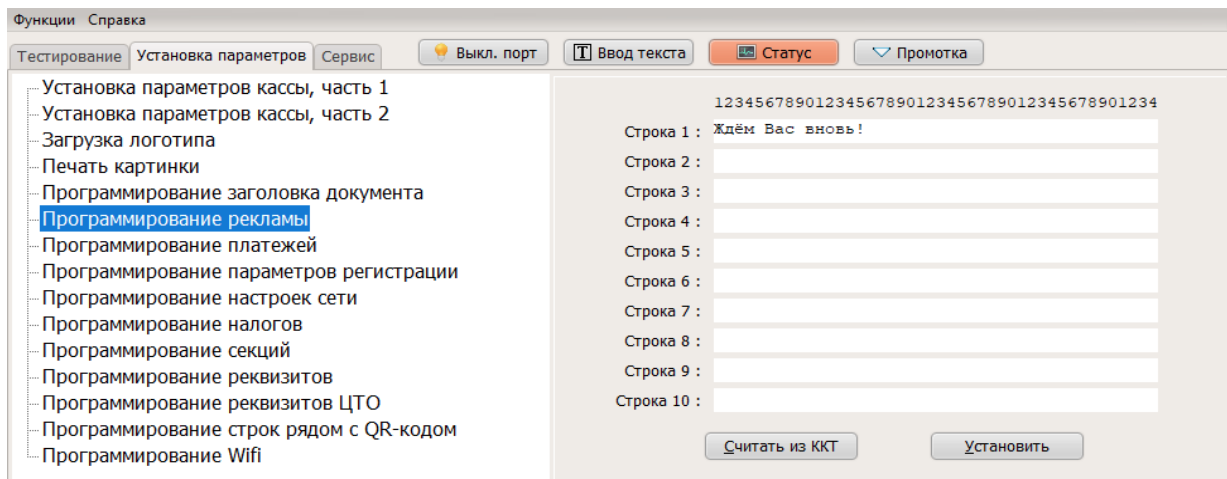 Функции Справка
Тестирование Установка параметров Сервис Выкл. порт Ввод текста Статус Промотка
Установка параметров кассы, часть 1
Установка параметров кассы, часть 2
Загрузка логотипа
Печать картинки
Программирование заголовка документа
Программирование рекламы
Программирование платежей
Программирование параметров регистрации
Программирование настроек сети
Программирование налогов
Программирование секций
Программирование реквизитов
Программирование реквизитов ЦТО
Программирование строк рядом с QR-кодом
Программирование Wifi
12345678901234567890123456789012345678901234
Строка 1 : Ждём Вас вновь!
Строка 2 :
Строка 3 :
Строка 4 :
Строка 5 :
Строка 6 :
Строка 7 :
Строка 8 :
Строка 9 :
Строка 10 :
Считать из ККТ Установить